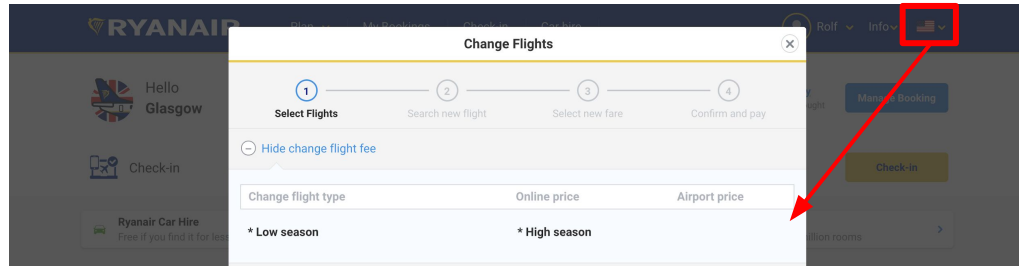 RYANAIR Plan My Bookings Check-in Car hire Rolf Info
Change Flights
1 2 3 4
Select Flights Search new flight Select new fare Confirm and pay
Hello
Glasgow
Manage Booking
Hide change flight fee
Check-in
Check-in
Change flight type Online price Airport price
Ryanair Car Hire
Free if you find it for less
* Low season * High season
rooms